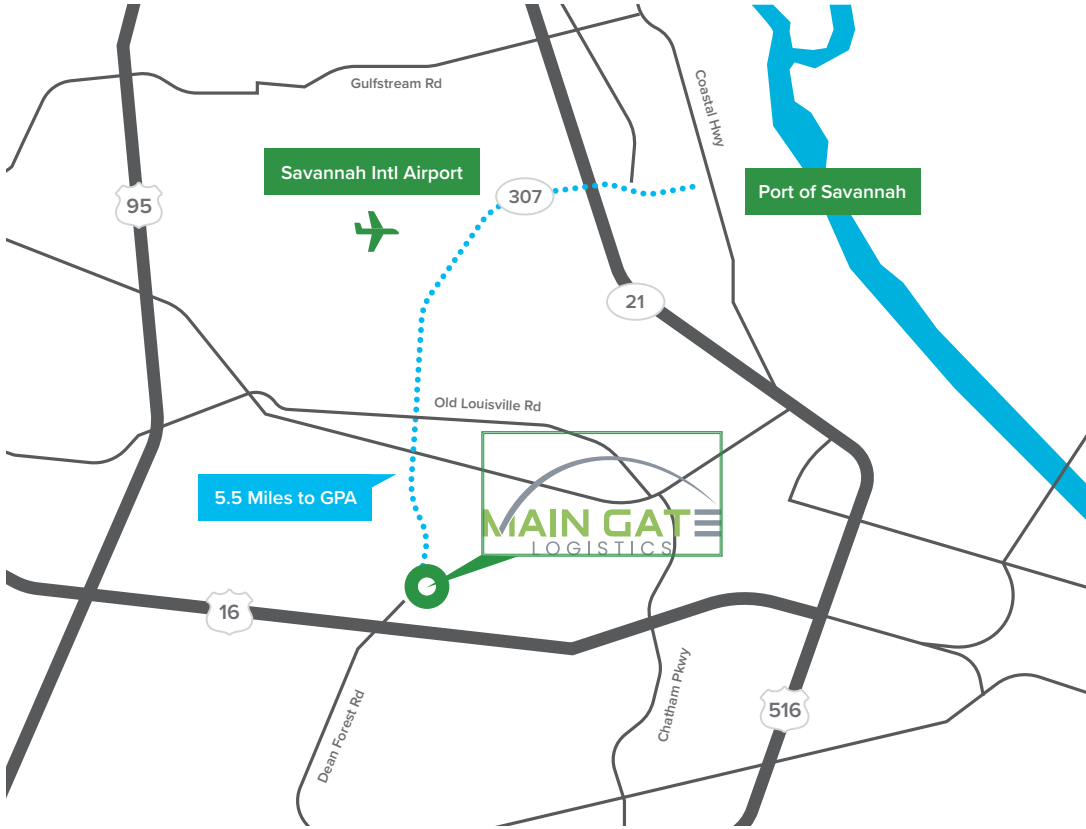 Gulfstream Rd
Coastal Hwy
Savannah Intl Airport
Port of Savannah
95
307
21
Old Louisville Rd
5.5 Miles to GPA
MAIN GATE
LOGISTICS
16
Dean Forest Rd
Chatham Pkwy
516